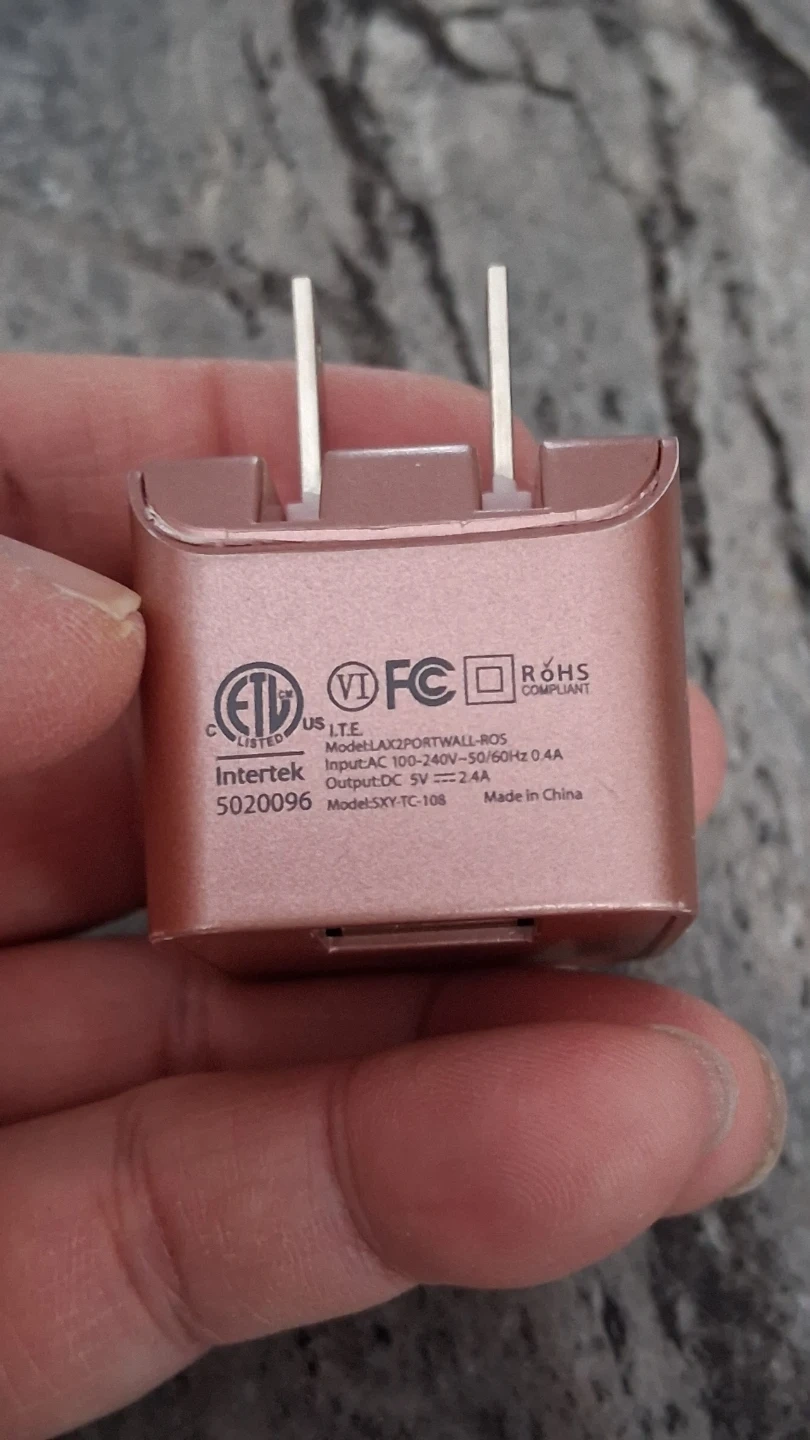 ETL CM
C LISTED US
Intertek
5020096
VI FC RoHS
COMPLIANT
I.T.E.
Model:LAX2PORTWALL-ROS
Input:AC 100-240V~50/60Hz 0.4A
Output:DC 5V ⎓ 2.4A
Model:SXY-TC-108 Made in China